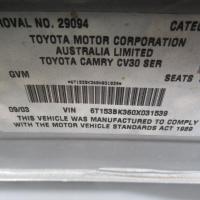 ROVAL NO. 29094 CATEG
TOYOTA MOTOR CORPORATION
AUSTRALIA LIMITED
TOYOTA CAMRY CV30 SER
GVM SEATS
09/03 VIN 6T153BK360X031539
THIS VEHICLE WAS MANUFACTURED TO
COMPLY WITH THE MOTOR VEHICLE
STANDARDS ACT 1989